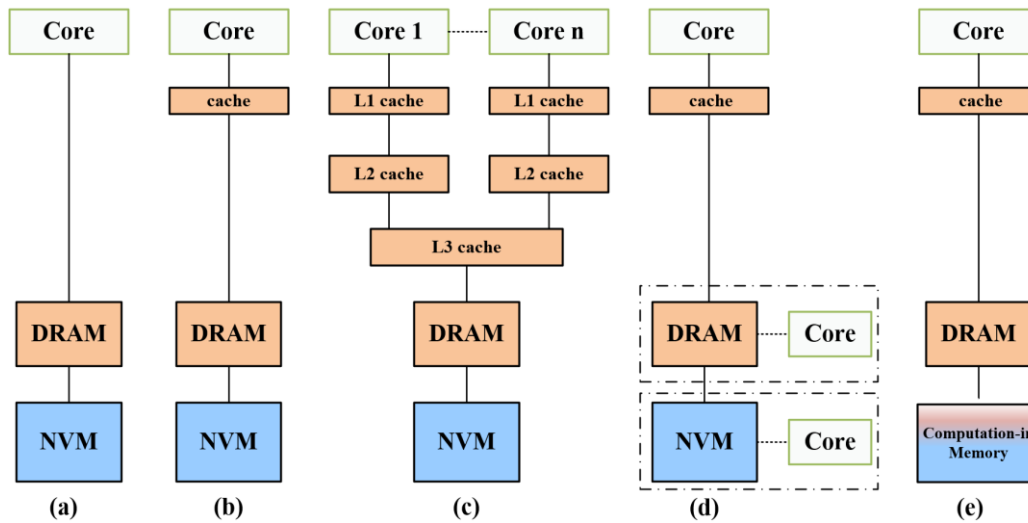 Core
DRAM
NVM
(a)
Core
cache
DRAM
NVM
(b)
Core 1
Core n
L1 cache
L1 cache
L2 cache
L2 cache
L3 cache
DRAM
NVM
(c)
Core
cache
DRAM
Core
NVM
Core
(d)
Core
cache
DRAM
Computation-in
Memory
(e)